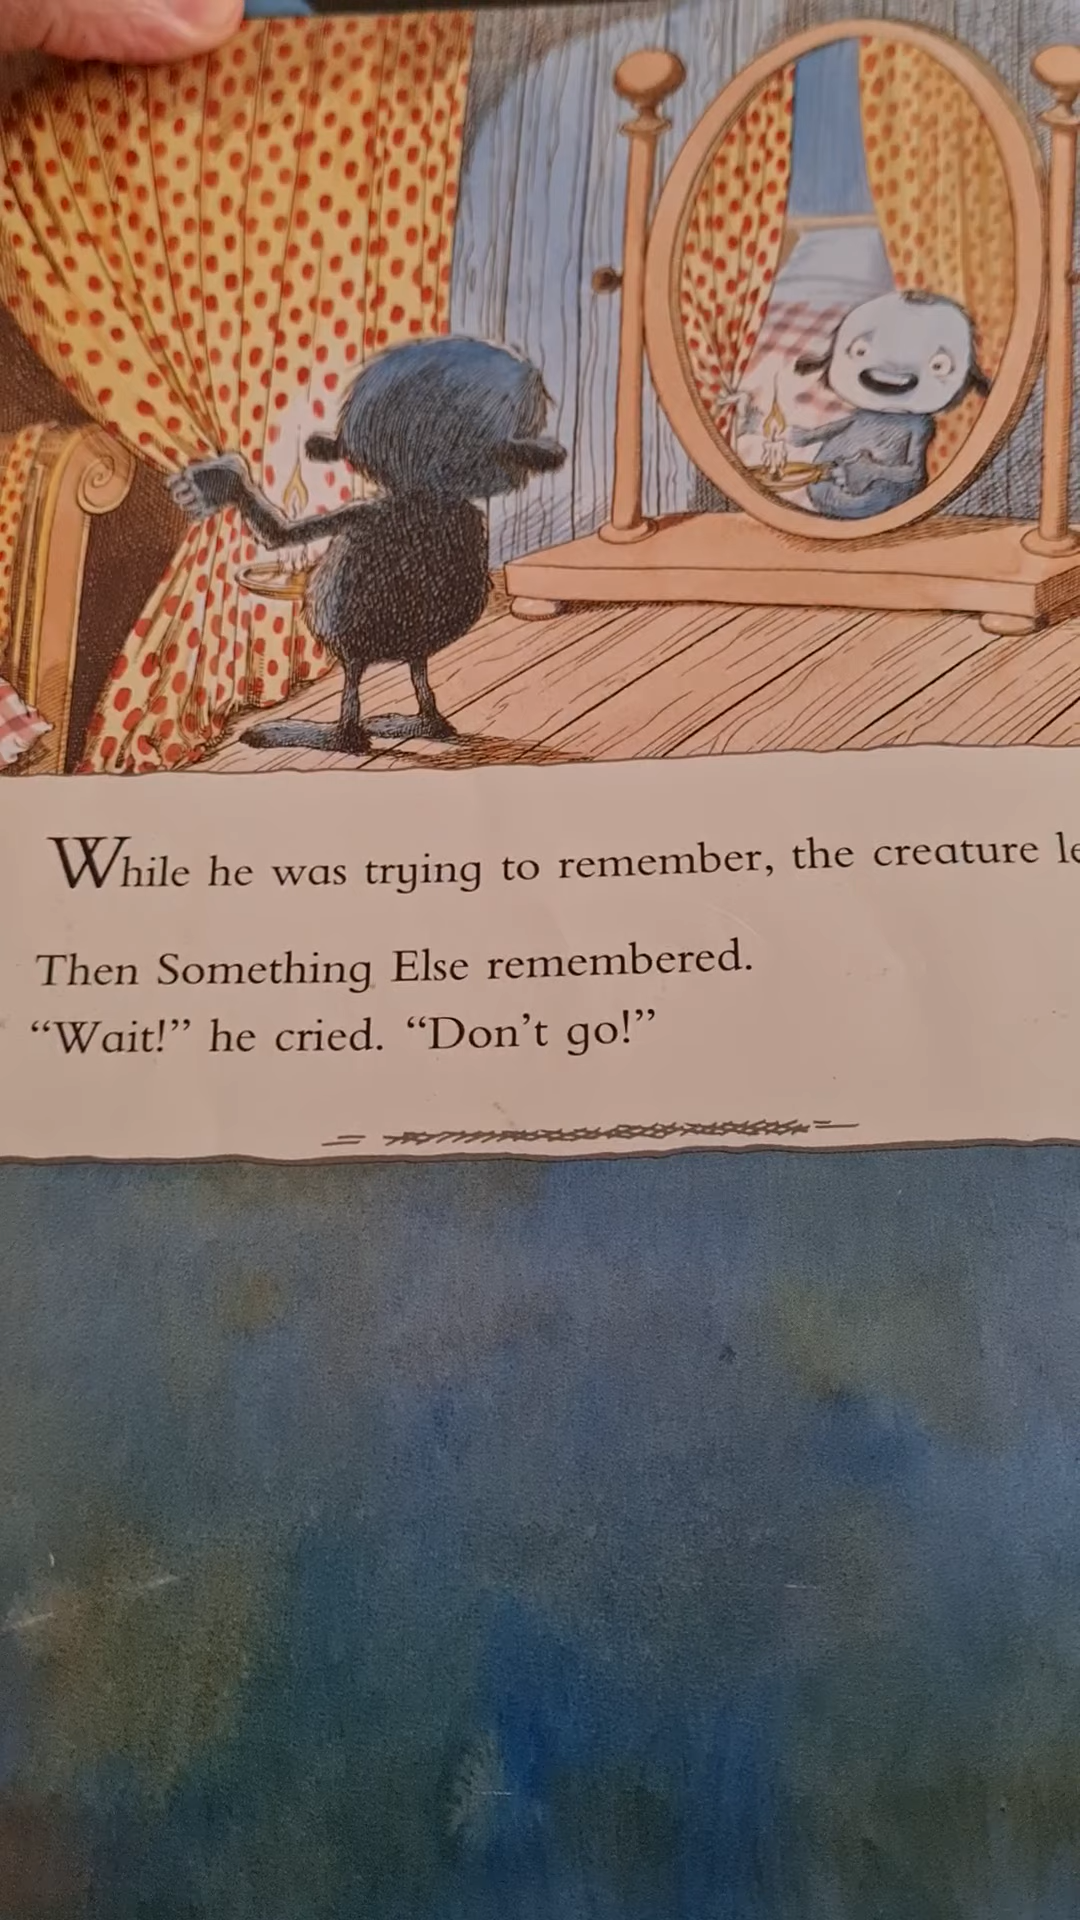 While he was trying to remember, the creature
Then Something Else remembered.
“Wait!” he cried. “Don’t go!”